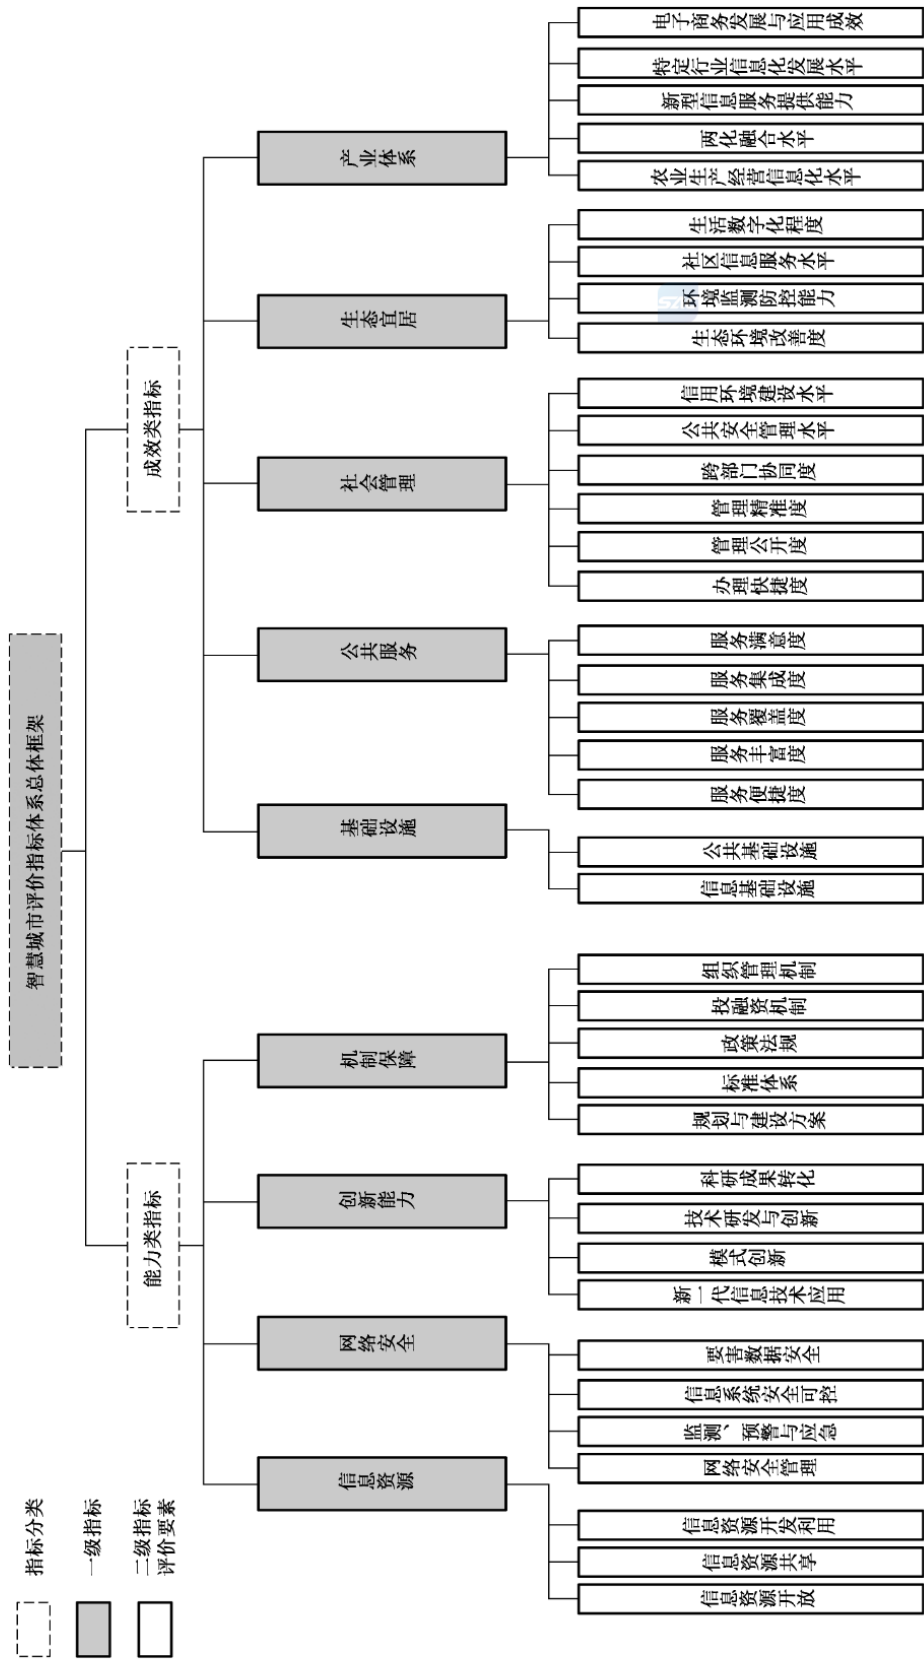 智慧城市评价指标体系总体框架
能力类指标
成效类指标
信息资源
网络安全
创新能力
机制保障
基础设施
公共服务
社会管理
生态宜居
产业体系
信息资源开放
信息资源共享
信息资源开发利用
网络安全管理
监测、预警与应急
信息系统安全可控
要害数据安全
新一代信息技术应用
模式创新
技术研发与创新
科研成果转化
规划与建设方案
标准体系
政策法规
投融资机制
组织管理机制
信息基础设施
公共基础设施
服务便捷度
服务丰富度
服务覆盖度
服务集成度
服务满意度
办理快捷度
管理公开度
管理精准度
跨部门协同度
公共安全管理水平
信用环境建设水平
生态环境改善度
环境监测防控能力
社区信息服务水平
生活数字化程度
农业生产经营信息化水平
两化融合水平
新型信息服务提供能力
特定行业信息化发展水平
电子商务发展与应用成效
指标分类
一级指标
二级指标
评价要素